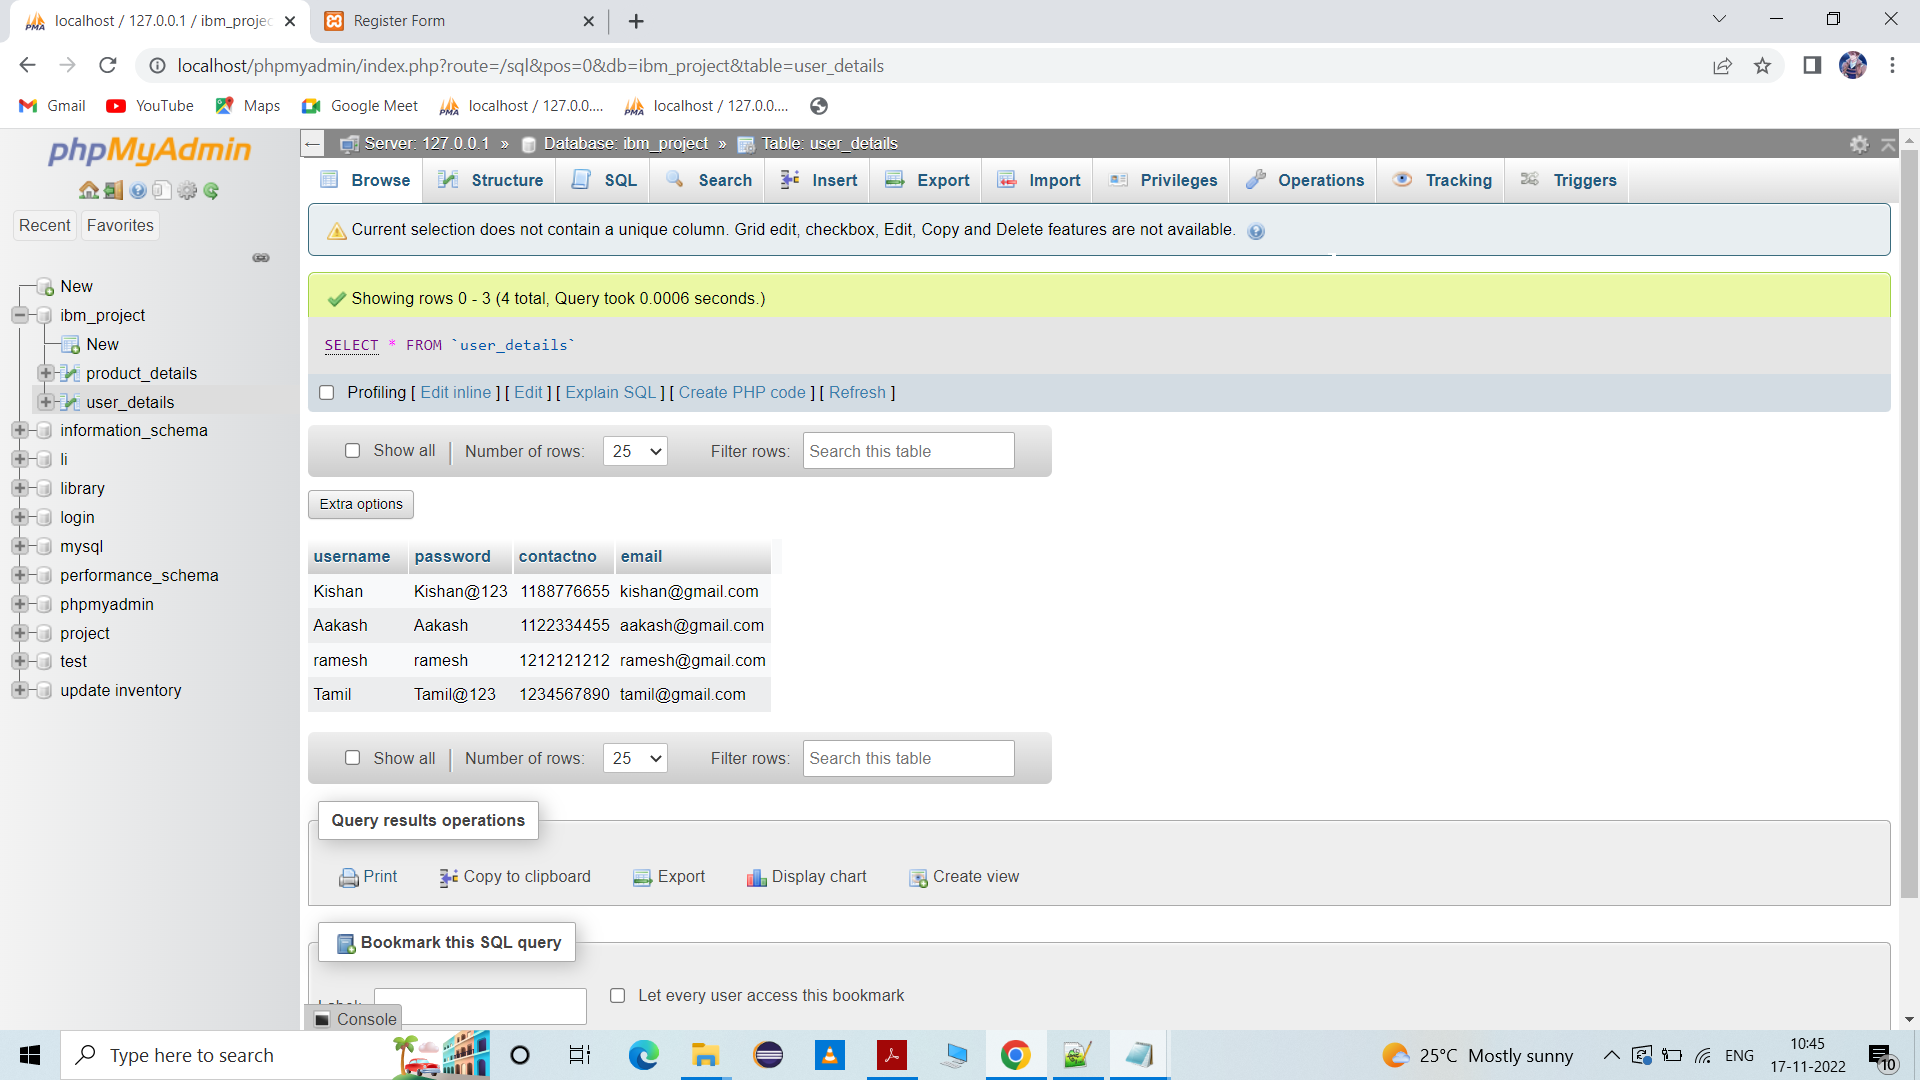 localhost / 127.0.0.1 / ibm_projec
Register Form
localhost/phpmyadmin/index.php?route=/sql&pos=0&db=ibm_project&table=user_details
Gmail YouTube Maps Google Meet localhost / 127.0.0.... localhost / 127.0.0....
phpMyAdmin
Recent Favorites
New
ibm_project
New
product_details
user_details
information_schema
li
library
login
mysql
performance_schema
phpmyadmin
project
test
update inventory
Server: 127.0.0.1 » Database: ibm_project » Table: user_details
Browse Structure SQL Search Insert Export Import Privileges Operations Tracking Triggers
Current selection does not contain a unique column. Grid edit, checkbox, Edit, Copy and Delete features are not available.
Showing rows 0 - 3 (4 total, Query took 0.0006 seconds.)
SELECT * FROM `user_details`
Profiling [ Edit inline ] [ Edit ] [ Explain SQL ] [ Create PHP code ] [ Refresh ]
Show all Number of rows: 25 Filter rows: Search this table
Extra options
username password contactno email
Kishan Kishan@123 1188776655 kishan@gmail.com
Aakash Aakash 1122334455 aakash@gmail.com
ramesh ramesh 1212121212 ramesh@gmail.com
Tamil Tamil@123 1234567890 tamil@gmail.com
Show all Number of rows: 25 Filter rows: Search this table
Query results operations
Print Copy to clipboard Export Display chart Create view
Bookmark this SQL query
Let every user access this bookmark
Console
Type here to search
25°C Mostly sunny
ENG
10:45
17-11-2022
10